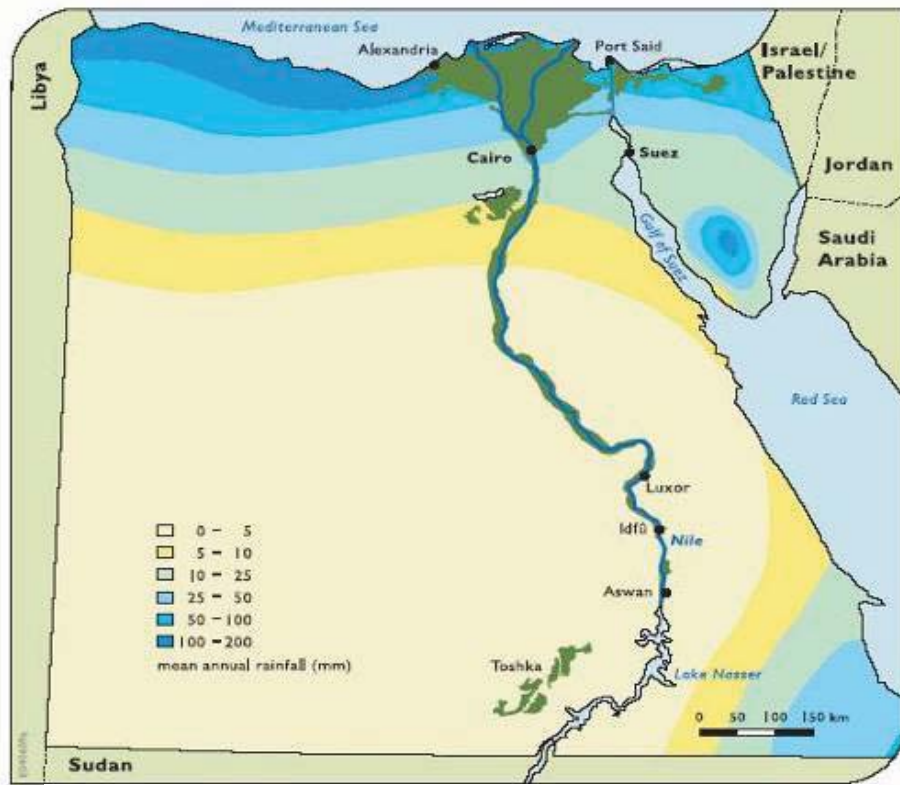 Mediterranean Sea
Alexandria
Port Said
Israel/
Palestine
Libya
Cairo
Suez
Jordan
Gulf of Suez
Saudi
Arabia
Red Sea
Luxor
Idfû
Nile
Aswan
0 – 5
5 – 10
10 – 25
25 – 50
50 – 100
100 – 200
mean annual rainfall (mm)
Toshka
Lake Nasser
0 50 100 150 km
Sudan